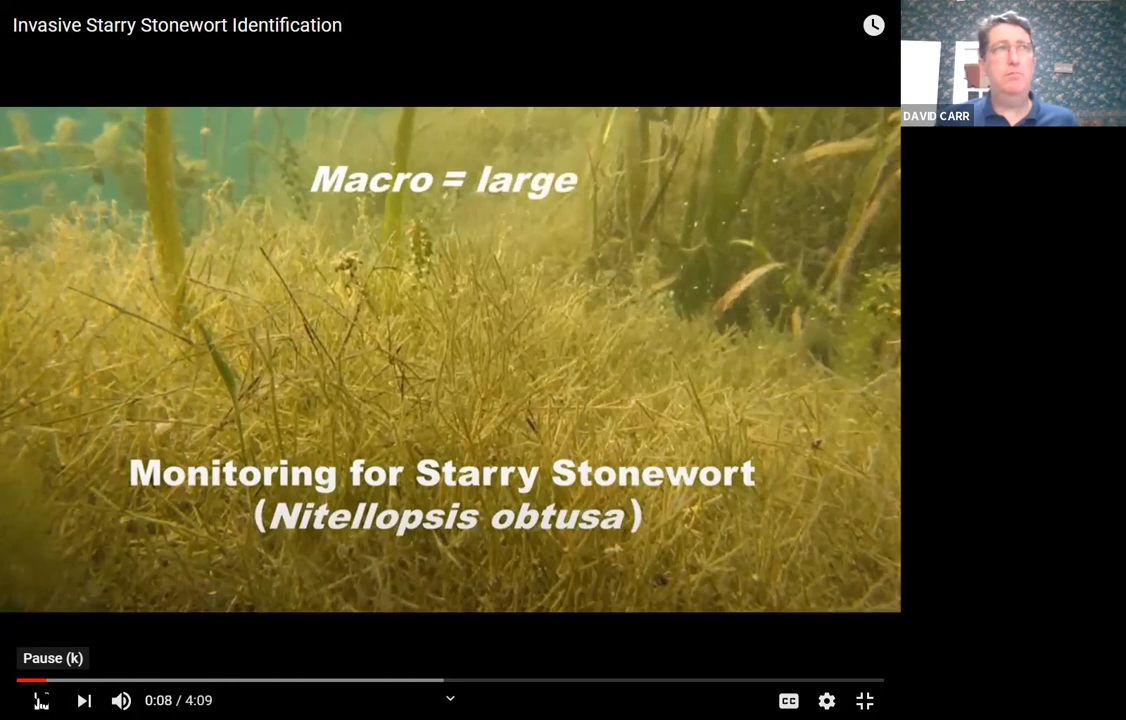 Invasive Starry Stonewort Identification
DAVID CARR
Macro = large
Monitoring for Starry Stonewort
(Nitellopsis obtusa)
Pause (k)
0:08 / 4:09
CC